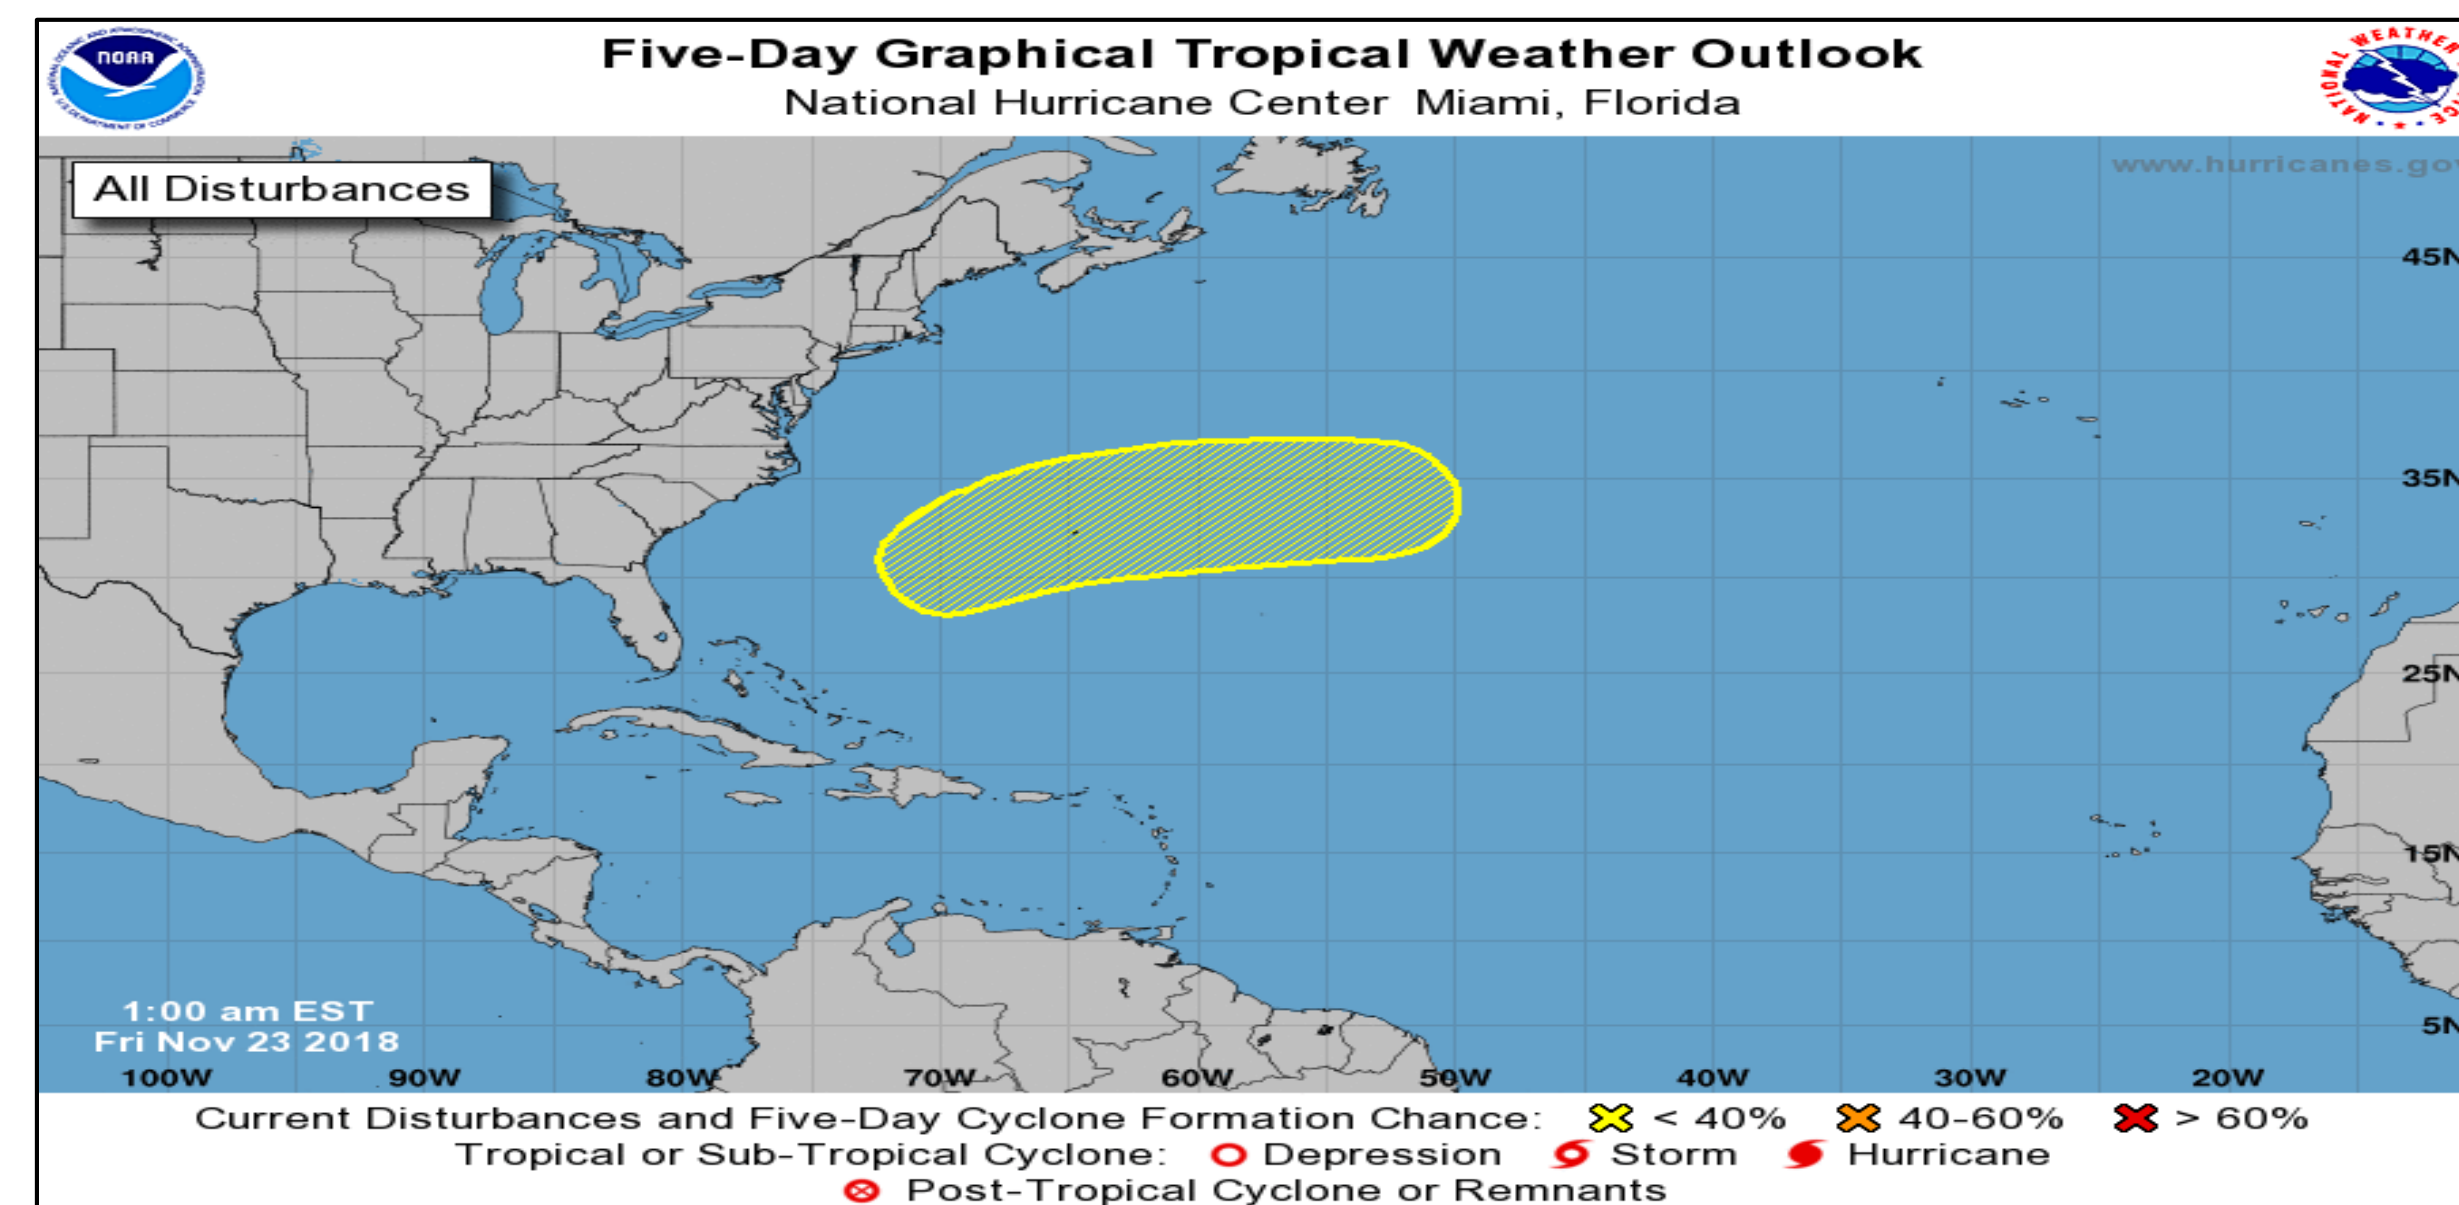 Five-Day Graphical Tropical Weather Outlook
National Hurricane Center Miami, Florida
NOAA
NATIONAL WEATHER
www.hurricanes.gov
All Disturbances
45N
35N
25N
15N
5N
1:00 am EST
Fri Nov 23 2018
100W 90W 80W 70W 60W 50W 40W 30W 20W
Current Disturbances and Five-Day Cyclone Formation Chance: < 40% 40-60% > 60%
Tropical or Sub-Tropical Cyclone: Depression Storm Hurricane
Post-Tropical Cyclone or Remnants